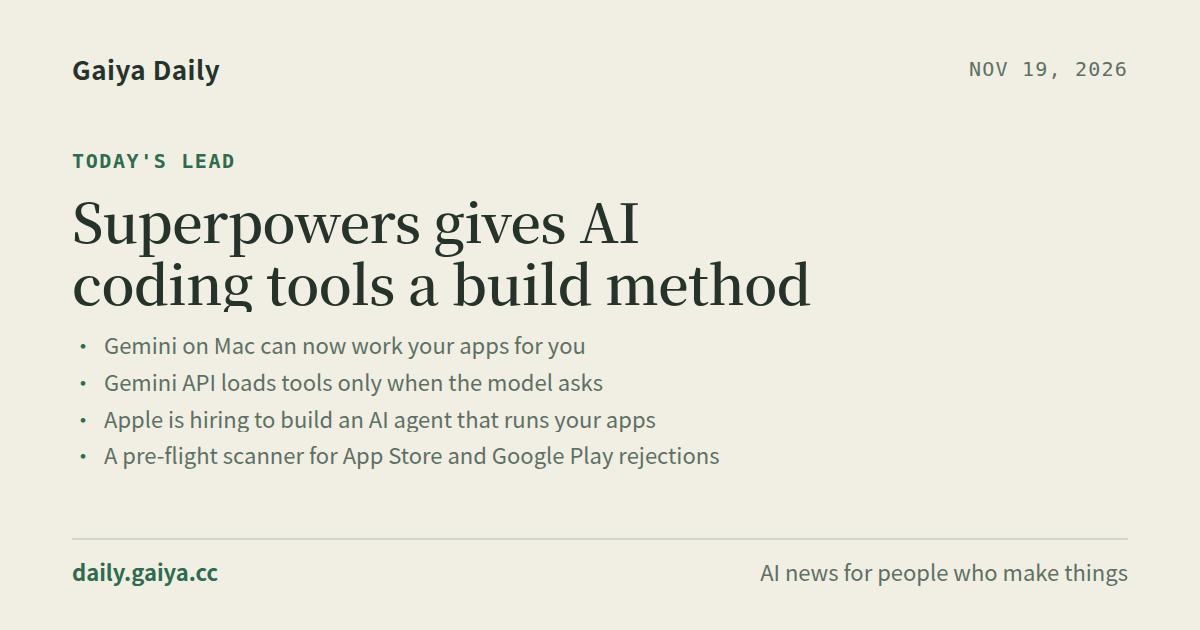 Gaiya Daily
NOV 19, 2026
TODAY'S LEAD
Superpowers gives AI
coding tools a build method
• Gemini on Mac can now work your apps for you
• Gemini API loads tools only when the model asks
• Apple is hiring to build an AI agent that runs your apps
• A pre-flight scanner for App Store and Google Play rejections
daily.gaiya.cc
AI news for people who make things